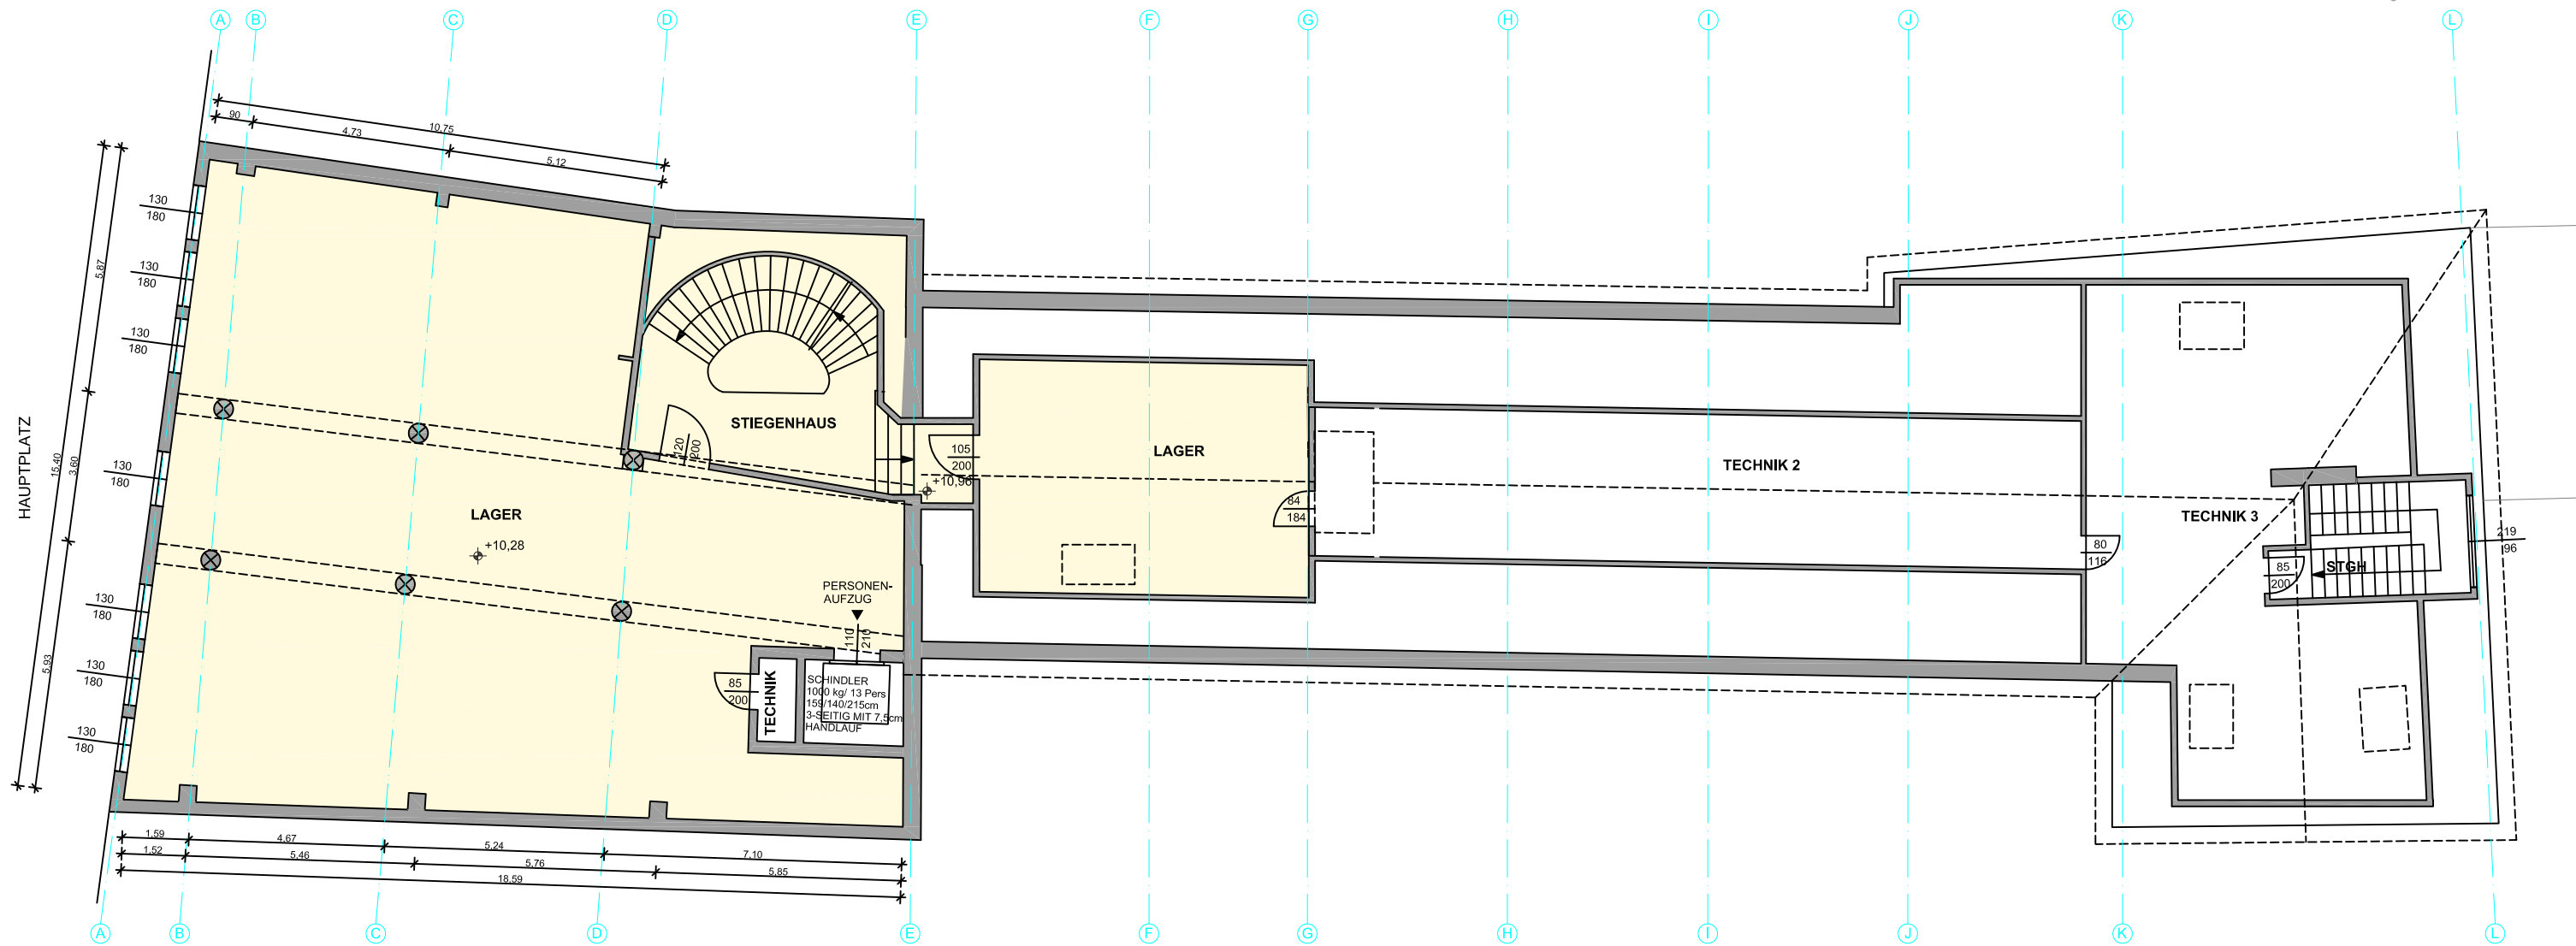 A B C D E F G H I J K L
10,75
90 4,73 5,12
HAUPTPLATZ
15,40
5,87
3,60
5,93
130
180
130
180
130
180
130
180
130
180
130
180
130
180
STIEGENHAUS
120
200
LAGER
+10,28
105
200
+10,96
LAGER
84
184
TECHNIK 2
80
116
TECHNIK 3
85
200
STGH
219
96
PERSONEN-
AUFZUG
110
210
85
200
TECHNIK
SCHINDLER
1000 kg/ 13 Pers
159/140/215cm
3-SEITIG MIT 7,5cm
HANDLAUF
1,59 4,67 5,24 7,10
1,52 5,46 5,76 5,85
18,59
A B C D E F G H I J K L